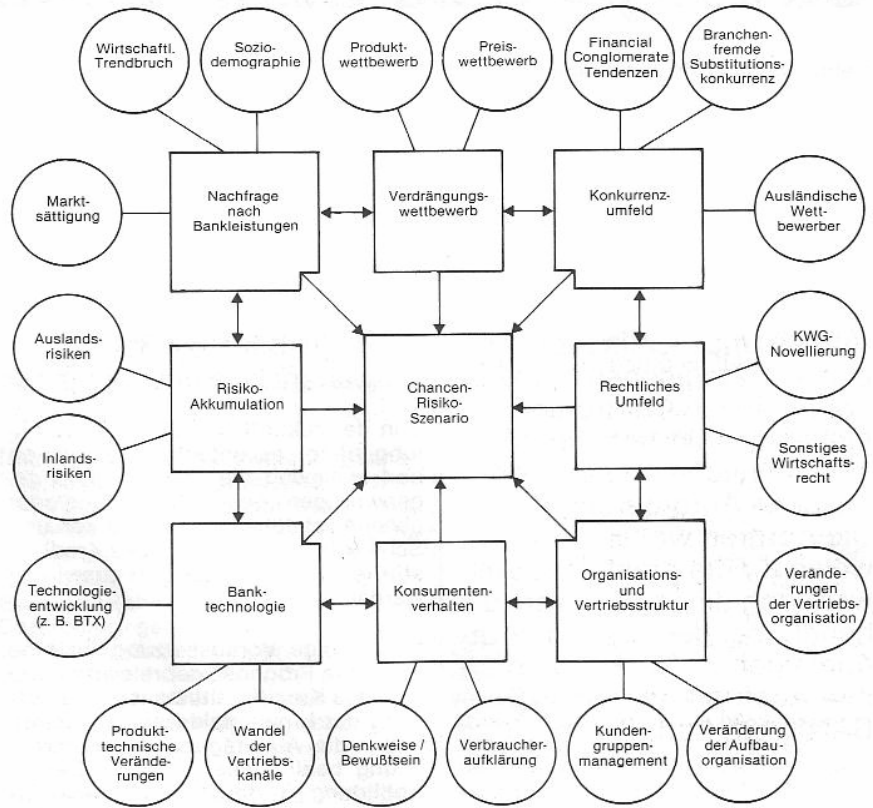 Wirtschaftl.
Trendbruch
Sozio-
demographie
Produkt-
wettbewerb
Preis-
wettbewerb
Financial
Conglomerate
Tendenzen
Branchen-
fremde
Substitutions-
konkurrenz
Markt-
sättigung
Nachfrage
nach
Bankleistungen
Verdrängungs-
wettbewerb
Konkurrenz-
umfeld
Ausländische
Wett-
bewerber
Auslands-
risiken
Inlands-
risiken
Risiko-
Akkumulation
Chancen-
Risiko-
Szenario
Rechtliches
Umfeld
KWG-
Novellierung
Sonstiges
Wirtschafts-
recht
Technologie-
entwicklung
(z. B. BTX)
Bank-
technologie
Konsumenten-
verhalten
Organisations-
und
Vertriebsstruktur
Verände-
rungen
der Vertriebs-
organisation
Produkt-
technische
Verände-
rungen
Wandel
der
Vertriebs-
kanäle
Denkweise /
Bewußtsein
Verbraucher-
aufklärung
Kunden-
gruppen-
management
Veränderung
der Aufbau-
organisation